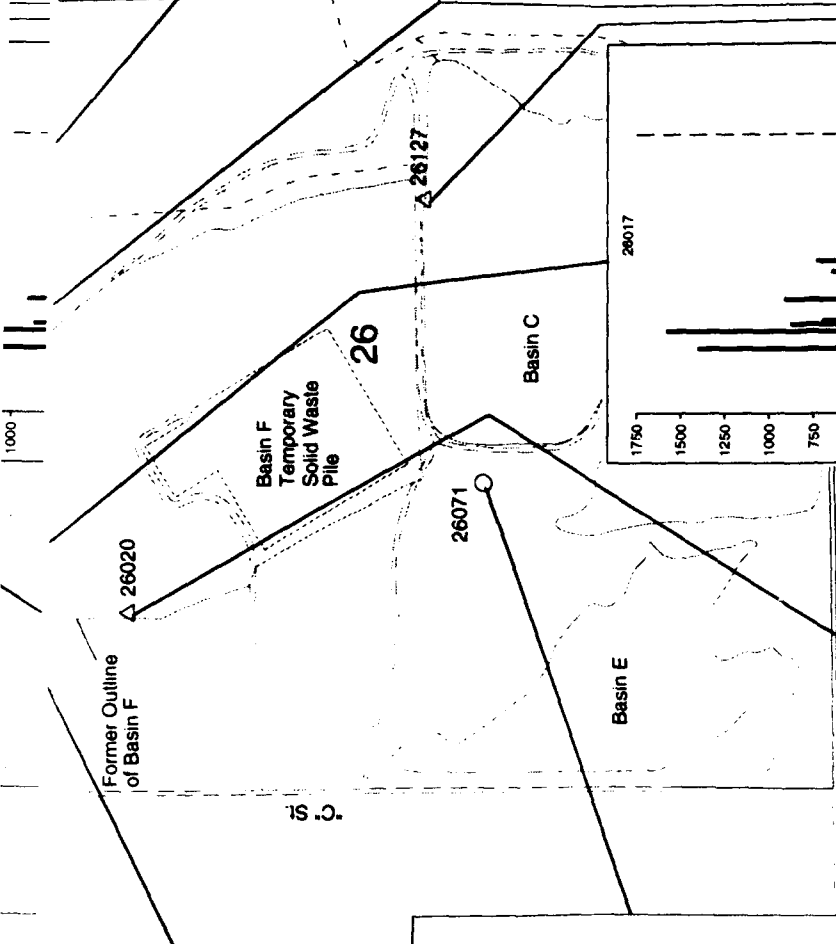 1000
26127
26017
26
Basin C
Basin F
Temporary
Solid Waste
Pile
1750
1500
1250
1000
750
26071
26020
Former Outline
of Basin F
Basin E
"C" St.